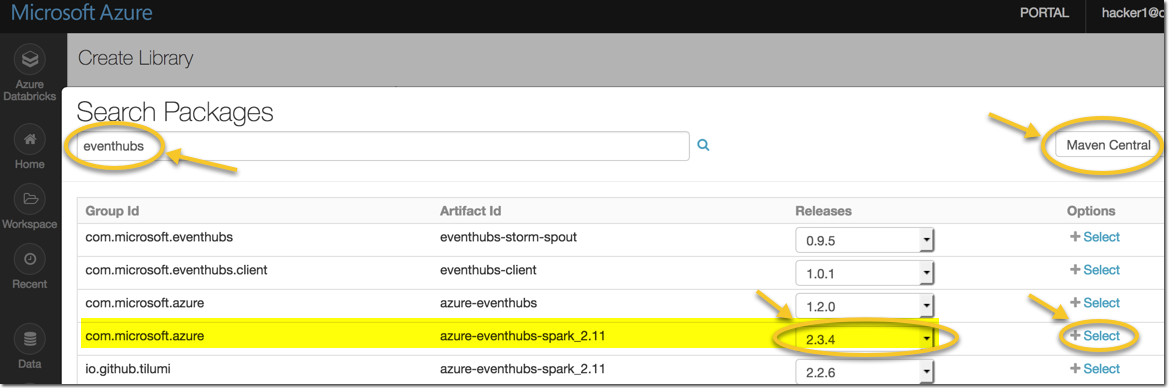 Microsoft Azure PORTAL hacker1@
Create Library
Azure
Databricks
Search Packages
eventhubs Maven Central
Home
Workspace
Group Id Artifact Id Releases Options
com.microsoft.eventhubs eventhubs-storm-spout 0.9.5 + Select
Recent
com.microsoft.eventhubs.client eventhubs-client 1.0.1 + Select
com.microsoft.azure azure-eventhubs 1.2.0 + Select
com.microsoft.azure azure-eventhubs-spark_2.11 2.3.4 + Select
Data
io.github.tilumi azure-eventhubs-spark_2.11 2.2.6 + Select